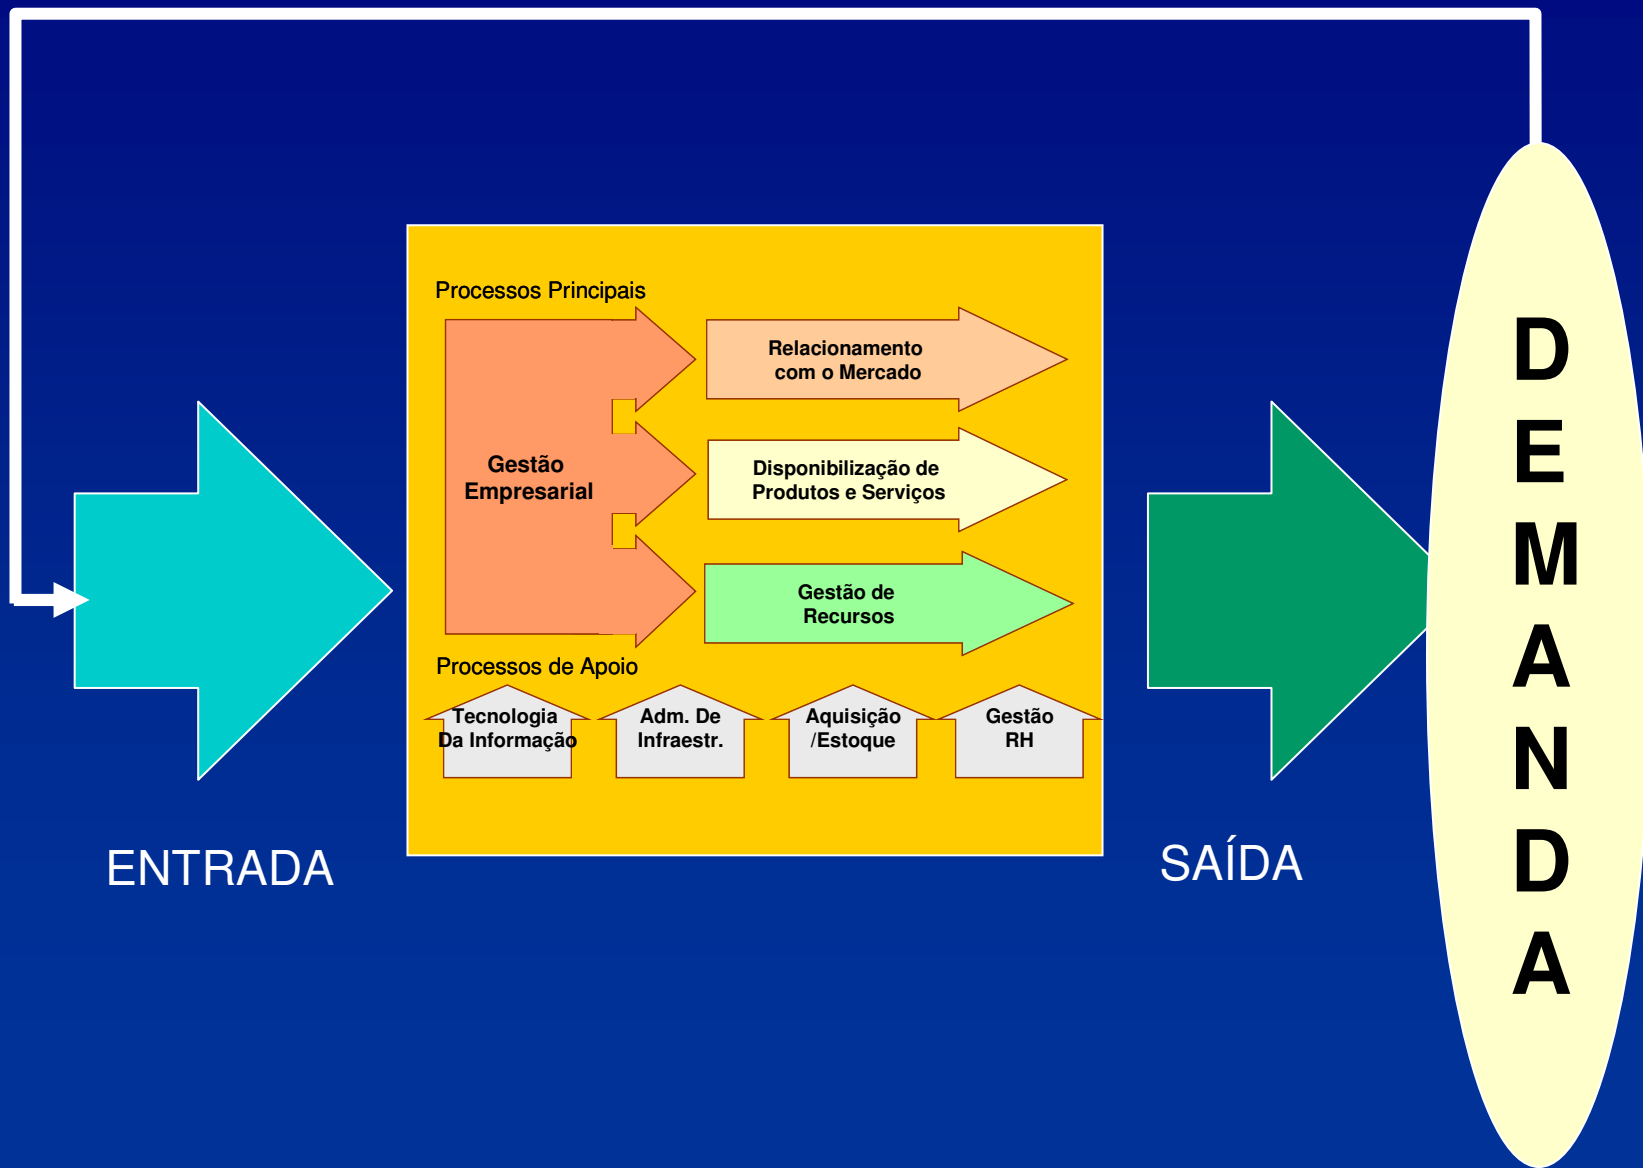 Processos Principais
Relacionamento
com o Mercado
Gestão
Empresarial
Disponibilização de
Produtos e Serviços
Gestão de
Recursos
Processos de Apoio
Tecnologia
Da Informação
Adm. De
Infraestr.
Aquisição
/Estoque
Gestão
RH
ENTRADA
SAÍDA
D
E
M
A
N
D
A